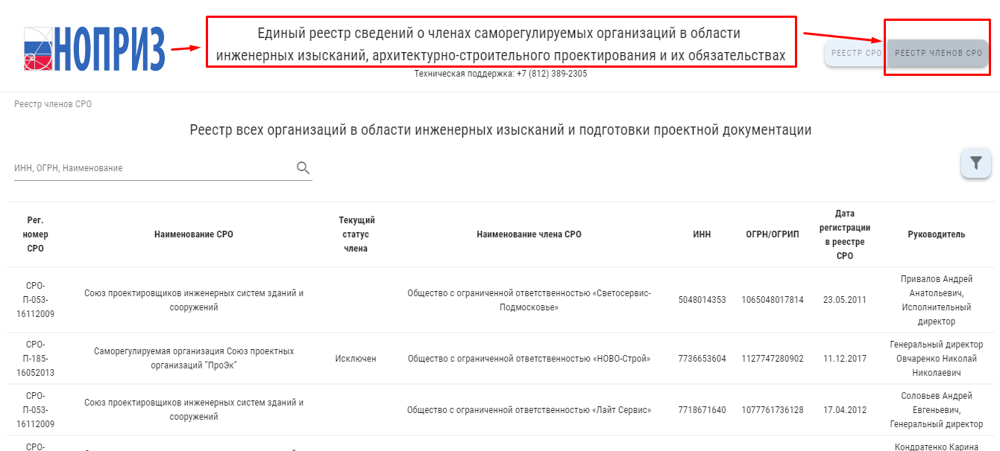 НОПРИЗ
Единый реестр сведений о членах саморегулируемых организаций в области
инженерных изысканий, архитектурно-строительного проектирования и их обязательствах
Техническая поддержка: +7 (812) 389-2305
РЕЕСТР СРО
РЕЕСТР ЧЛЕНОВ СРО
Реестр членов СРО
Реестр всех организаций в области инженерных изысканий и подготовки проектной документации
ИНН, ОГРН, Наименование
Рег.
номер
СРО
Наименование СРО
Текущий
статус
члена
Наименование члена СРО
ИНН
ОГРН/ОГРИП
Дата
регистрации
в реестре
СРО
Руководитель
СРО-
П-053-
16112009
Союз проектировщиков инженерных систем зданий и
сооружений
Общество с ограниченной ответственностью «Светосервис-
Подмосковье»
5048014353
1065048017814
23.05.2011
Привалов Андрей
Анатольевич,
Исполнительный
директор
СРО-
П-185-
16052013
Саморегулируемая организация Союз проектных
организаций "ПроЭк"
Исключен
Общество с ограниченной ответственностью «НОВО-Строй»
7736653604
1127747280902
11.12.2017
Генеральный директор
Овчаренко Николай
Николаевич
СРО-
П-053-
16112009
Союз проектировщиков инженерных систем зданий и
сооружений
Общество с ограниченной ответственностью «Лайт Сервис»
7718671640
1077761736128
17.04.2012
Соловьев Андрей
Евгеньевич,
Генеральный директор
СРО-
Кондратенко Карина